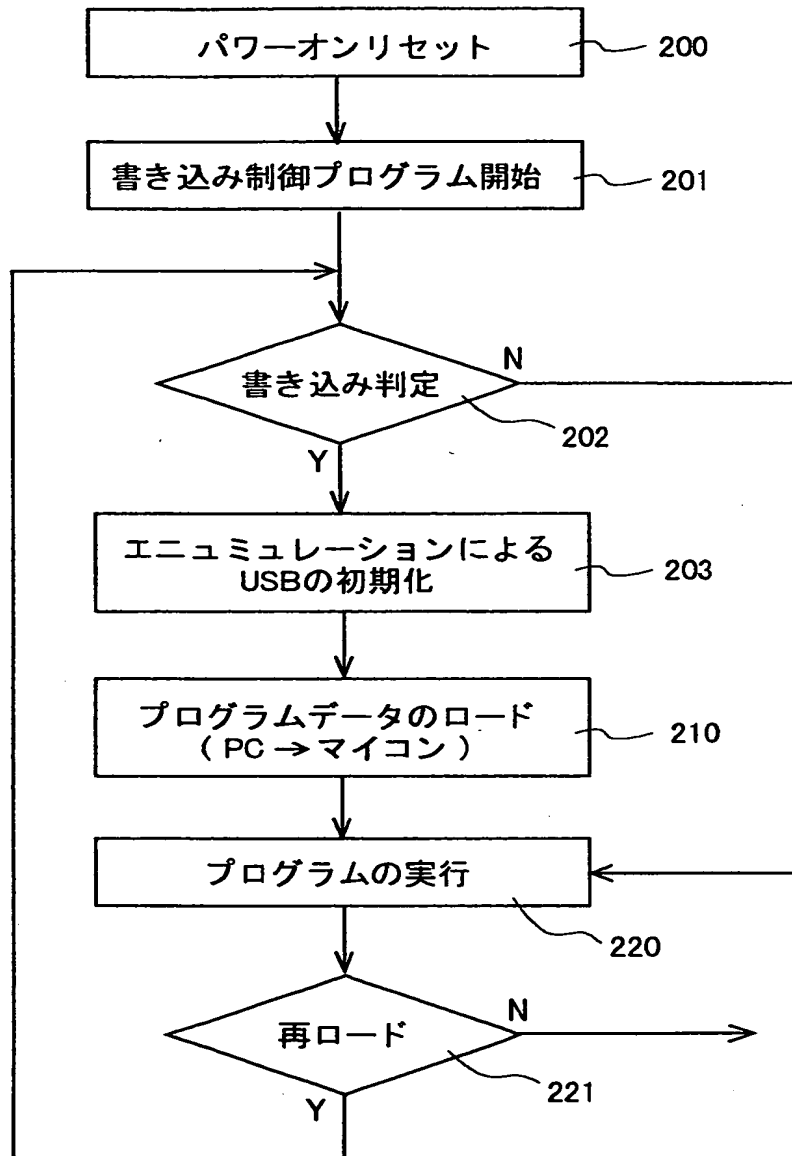 パワーオンリセット
200
書き込み制御プログラム開始
201
書き込み判定
N
202
Y
エニュミュレーションによる
USBの初期化
203
プログラムデータのロード
( PC → マイコン )
210
プログラムの実行
220
再ロード
N
221
Y